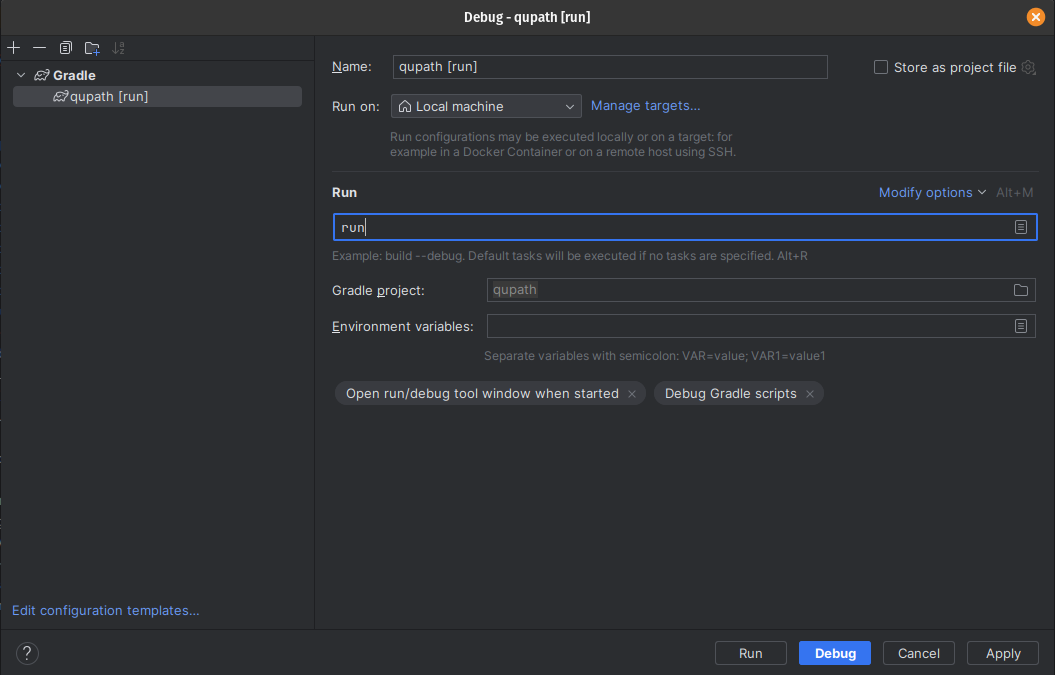 Debug - qupath [run]
Gradle
qupath [run]
Name: qupath [run] Store as project file
Run on: Local machine Manage targets...
Run configurations may be executed locally or on a target: for
example in a Docker Container or on a remote host using SSH.
Run Modify options Alt+M
run
Example: build --debug. Default tasks will be executed if no tasks are specified. Alt+R
Gradle project: qupath
Environment variables:
Separate variables with semicolon: VAR=value; VAR1=value1
Open run/debug tool window when started × Debug Gradle scripts ×
Edit configuration templates...
? Run Debug Cancel Apply